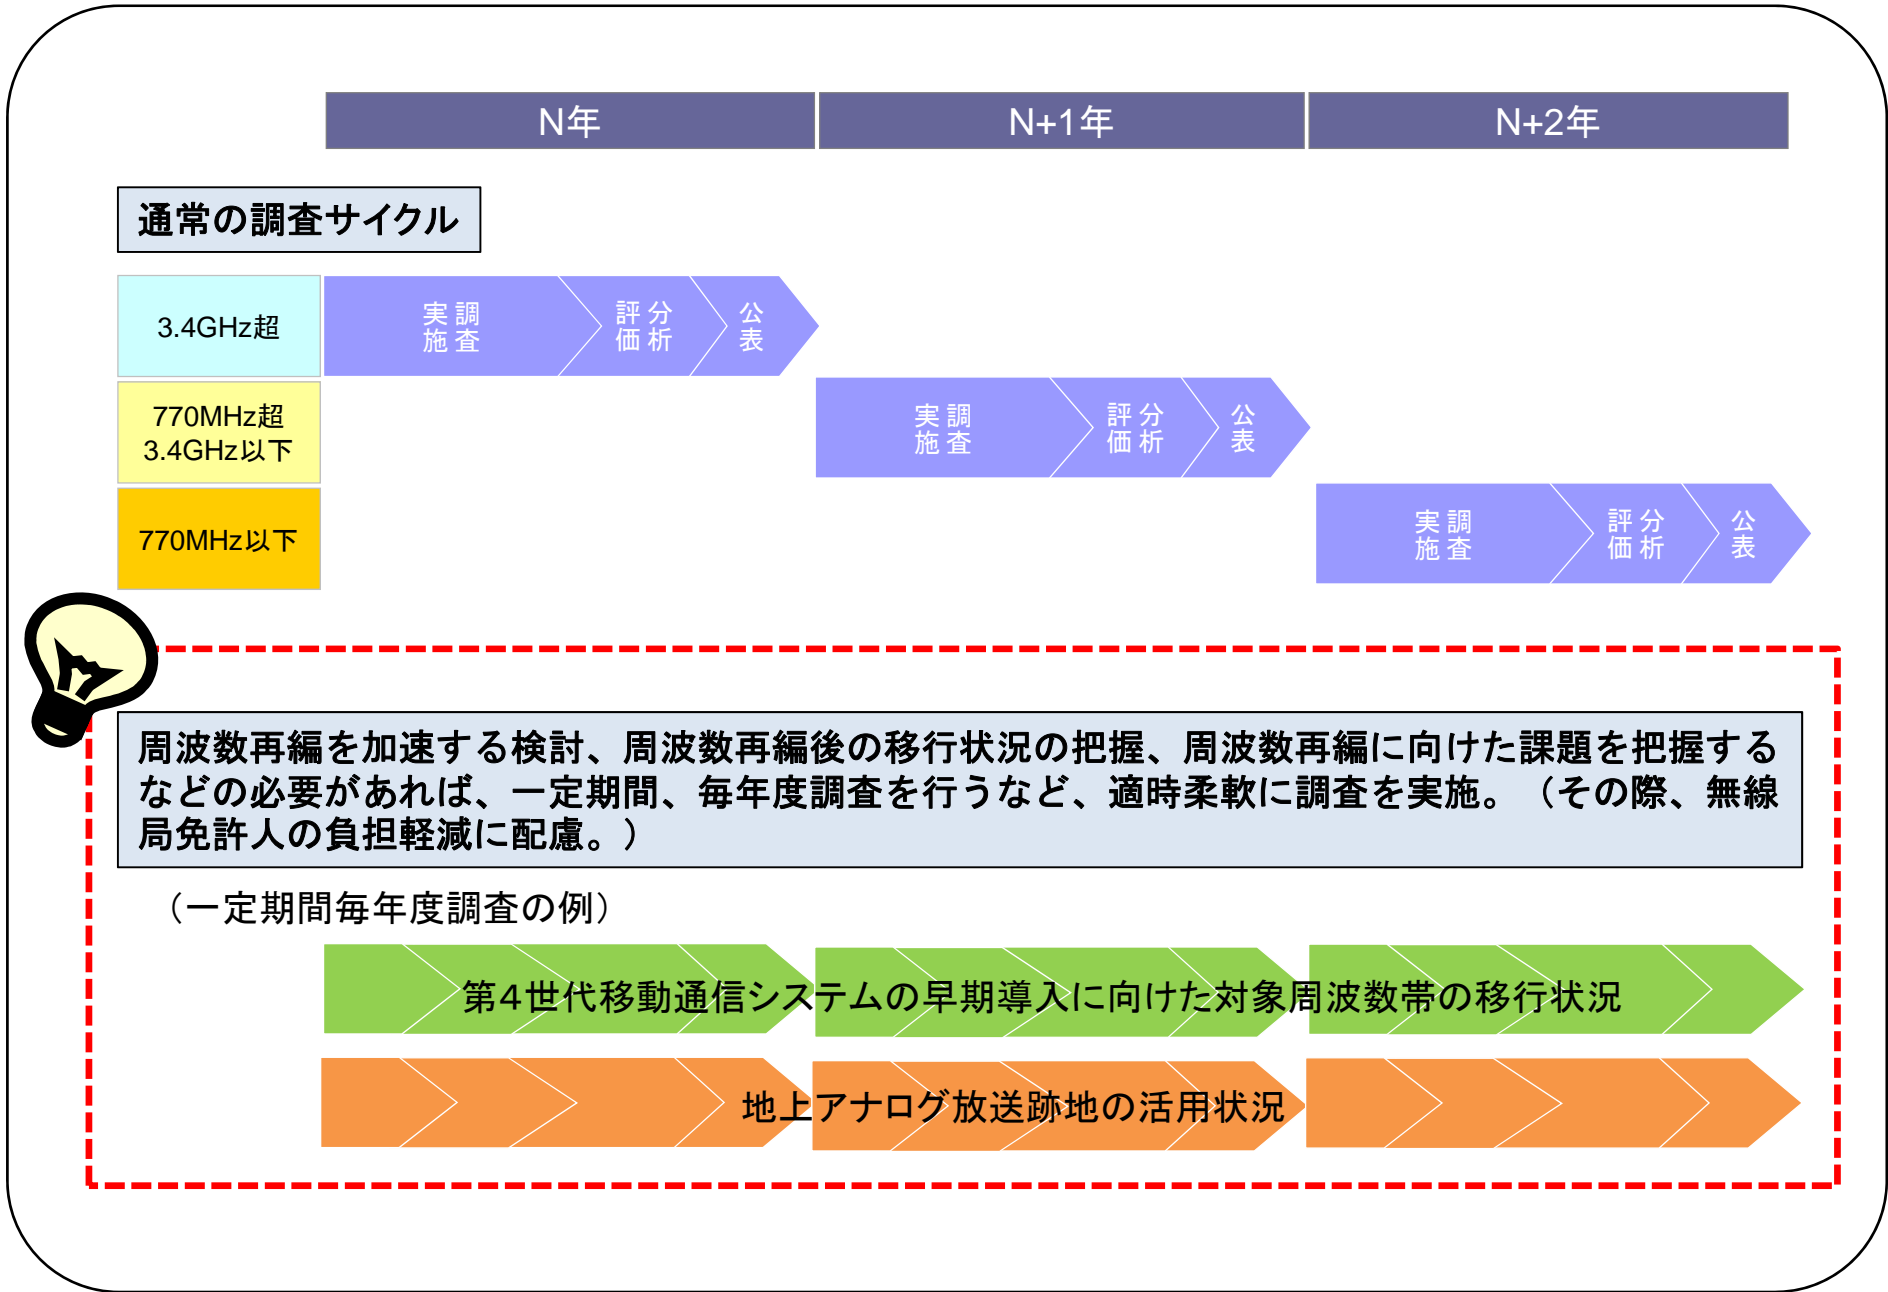 N年
N+1年
N+2年
通常の調査サイクル
3.4GHz超
調査
実施
分析
評価
公表
770MHz超
3.4GHz以下
調査
実施
分析
評価
公表
770MHz以下
調査
実施
分析
評価
公表
周波数再編を加速する検討、周波数再編後の移行状況の把握、周波数再編に向けた課題を把握する
などの必要があれば、一定期間、毎年度調査を行うなど、適時柔軟に調査を実施。（その際、無線
局免許人の負担軽減に配慮。）
（一定期間毎年度調査の例）
第4世代移動通信システムの早期導入に向けた対象周波数帯の移行状況
地上アナログ放送跡地の活用状況